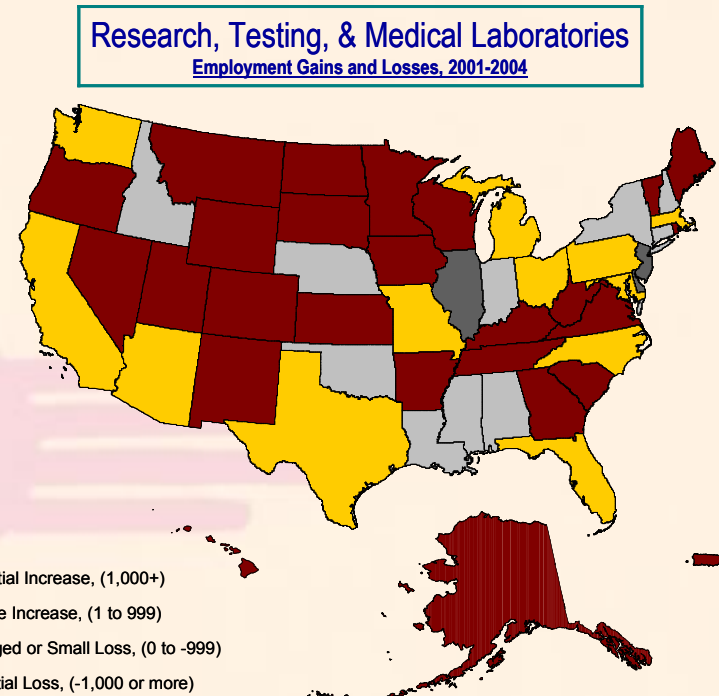 Research, Testing, & Medical Laboratories
Employment Gains and Losses, 2001-2004
Increase, (1,000+)
Increase, (1 to 999)
or Small Loss, (0 to -999)
Loss, (-1,000 or more)